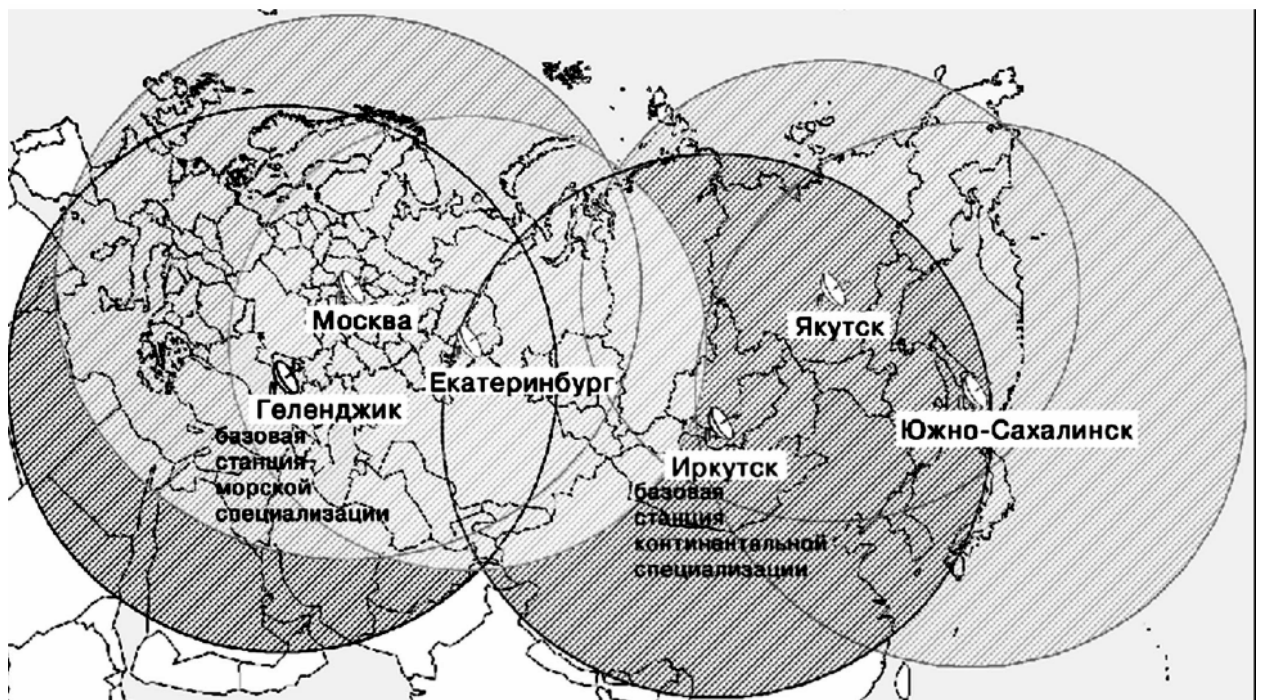 Москва
Якутск
Екатеринбург
Геленджик
базовая
станция
морской
специализации
Южно-Сахалинск
Иркутск
базовая
станция
континентальной
специализации